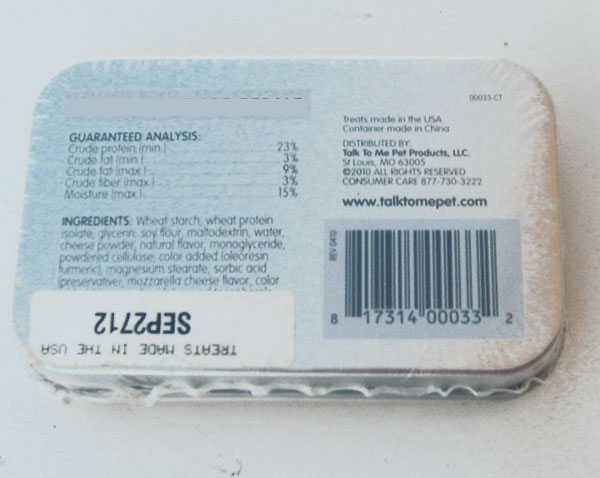 00033-CT
GUARANTEED ANALYSIS:
Crude protein (min.) 23%
Crude fat (min.) 3%
Crude fat (max.) 9%
Crude fiber (max.) 3%
Moisture (max.) 15%
INGREDIENTS: Wheat starch, wheat protein
isolate, glycerin, soy flour, maltodextrin, water,
cheese powder, natural flavor, monoglyceride,
powdered cellulase, color added (oleoresin
turmeric), magnesium stearate, sorbic acid
(preservative), mozzarella cheese flavor, color
SEP2712
TREATS MADE IN THE USA
Treats made in the USA
Container made in China
DISTRIBUTED BY:
Talk To Me Pet Products, LLC.
St Louis, MO 63005
©2010 ALL RIGHTS RESERVED
CONSUMER CARE 877-730-3222
www.talktomepet.com
REV 0410
8 17314 00033 2